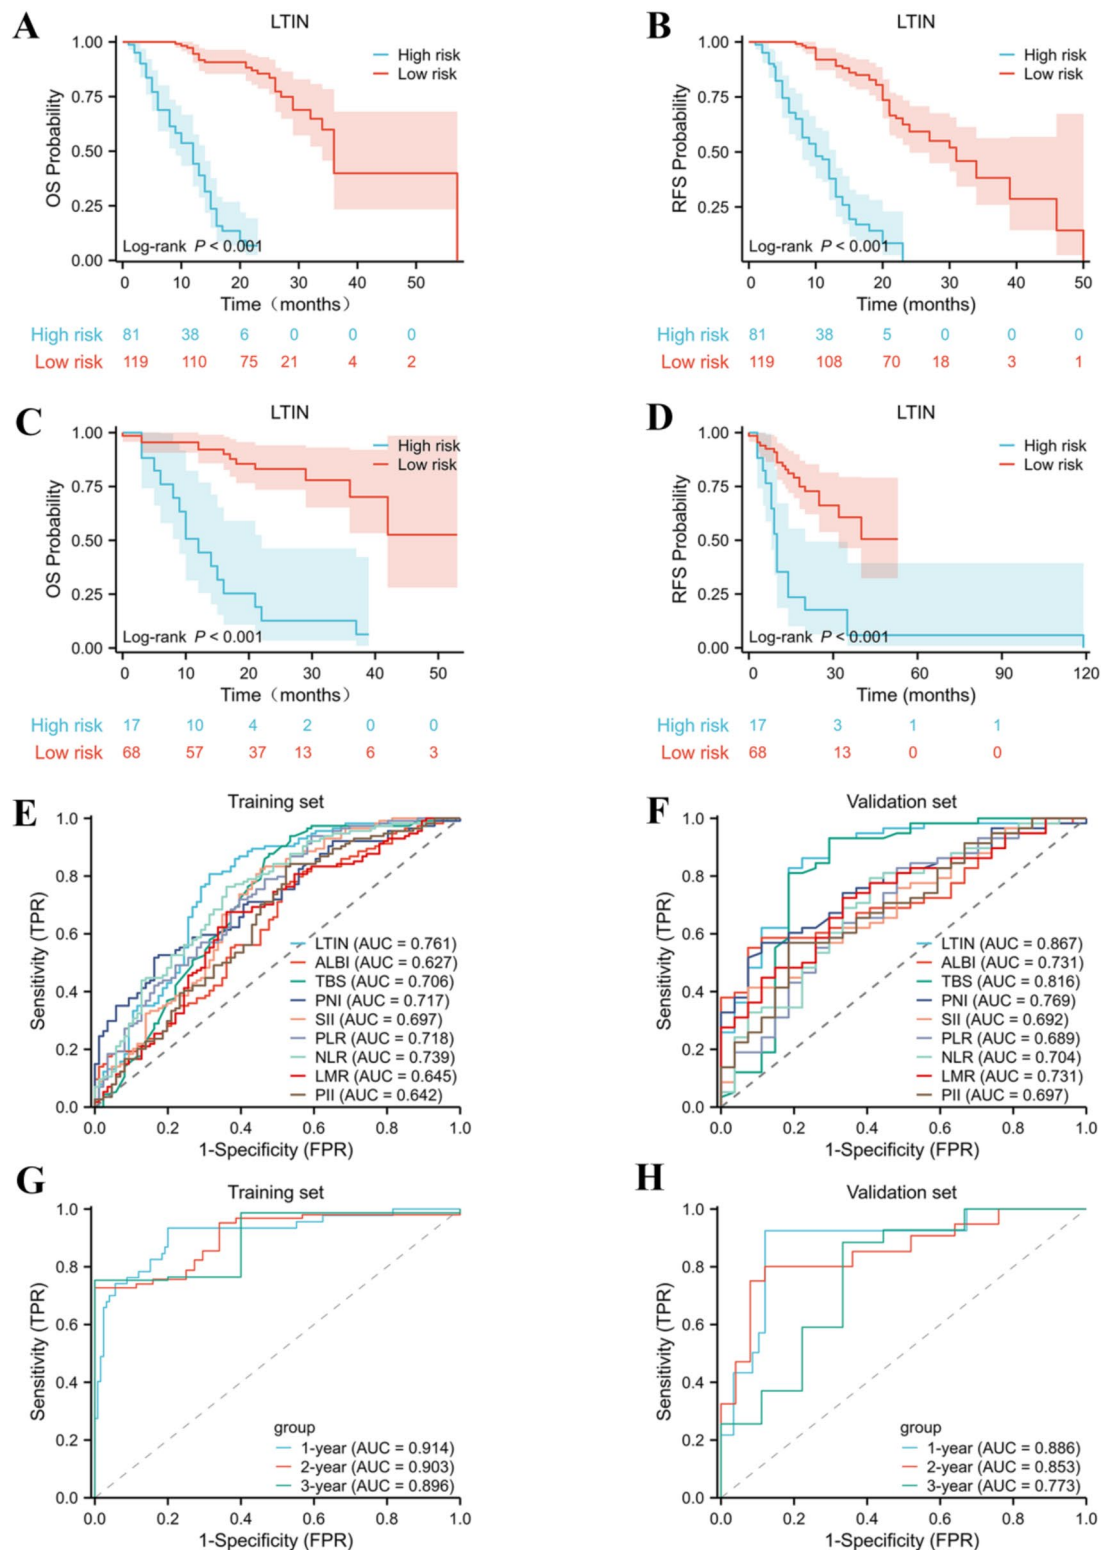 A
LTIN
OS Probability
1.00
0.75
0.50
0.25
0.00
High risk
Low risk
Log-rank P < 0.001
0 10 20 30 40 50
Time (months)
High risk 81 38 6 0 0 0
Low risk 119 110 75 21 4 2
B
LTIN
RFS Probability
1.00
0.75
0.50
0.25
High risk
Low risk
Log-rank P < 0.001
0 10 20 30 40 50
Time (months)
High risk 81 38 5 0 0 0
Low risk 119 108 70 18 3 1
C
LTIN
OS Probability
1.00
0.75
0.50
0.25
0.00
High risk
Low risk
Log-rank P < 0.001
0 10 20 30 40 50
Time (months)
High risk 17 10 4 2 0 0
Low risk 68 57 37 13 6 3
D
LTIN
RFS Probability
1.00
0.75
0.50
0.25
0.00
High risk
Low risk
Log-rank P < 0.001
0 30 60 90 120
Time (months)
High risk 17 3 1 1
Low risk 68 13 0 0
E
Training set
Sensitivity (TPR)
1.0
0.8
0.6
0.4
0.2
0.0
LTIN (AUC = 0.761)
ALBI (AUC = 0.627)
TBS (AUC = 0.706)
PNI (AUC = 0.717)
SII (AUC = 0.697)
PLR (AUC = 0.718)
NLR (AUC = 0.739)
LMR (AUC = 0.645)
PII (AUC = 0.642)
0.0 0.2 0.4 0.6 0.8 1.0
1-Specificity (FPR)
F
Validation set
Sensitivity (TPR)
1.0
0.8
0.6
0.4
0.2
0.0
LTIN (AUC = 0.867)
ALBI (AUC = 0.731)
TBS (AUC = 0.816)
PNI (AUC = 0.769)
SII (AUC = 0.692)
PLR (AUC = 0.689)
NLR (AUC = 0.704)
LMR (AUC = 0.731)
PII (AUC = 0.697)
0.0 0.2 0.4 0.6 0.8 1.0
1-Specificity (FPR)
G
Training set
Sensitivity (TPR)
1.0
0.8
0.6
0.4
0.2
0.0
group
1-year (AUC = 0.914)
2-year (AUC = 0.903)
3-year (AUC = 0.896)
0.0 0.2 0.4 0.6 0.8 1.0
1-Specificity (FPR)
H
Validation set
Sensitivity (TPR)
1.0
0.8
0.6
0.4
0.2
0.0
group
1-year (AUC = 0.886)
2-year (AUC = 0.853)
3-year (AUC = 0.773)
0.0 0.2 0.4 0.6 0.8 1.0
1-Specificity (FPR)